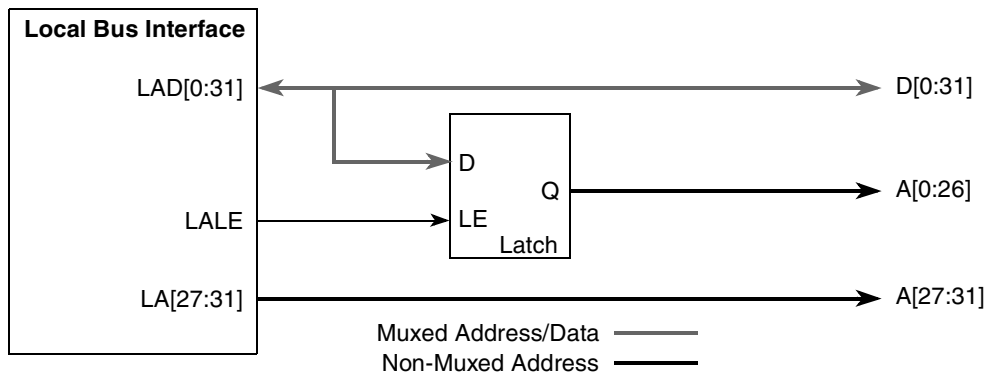 Local Bus Interface
LAD[0:31]
D[0:31]
D
Q
A[0:26]
LALE
LE
Latch
LA[27:31]
A[27:31]
Muxed Address/Data
Non-Muxed Address